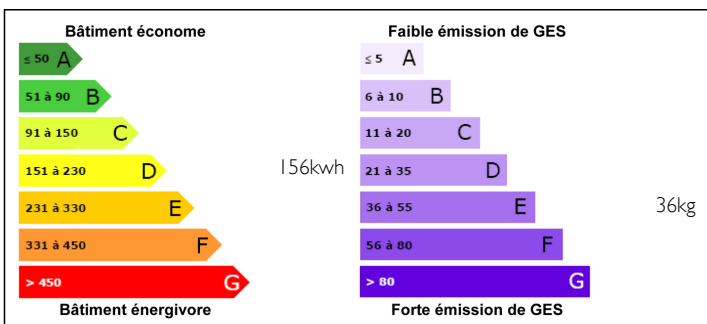 Bâtiment économe
≤ 50 A
51 à 90 B
91 à 150 C
151 à 230 D
231 à 330 E
331 à 450 F
> 450 G
Bâtiment énergivore
156kwh
Faible émission de GES
≤ 5 A
6 à 10 B
11 à 20 C
21 à 35 D
36 à 55 E
56 à 80 F
> 80 G
Forte émission de GES
36kg